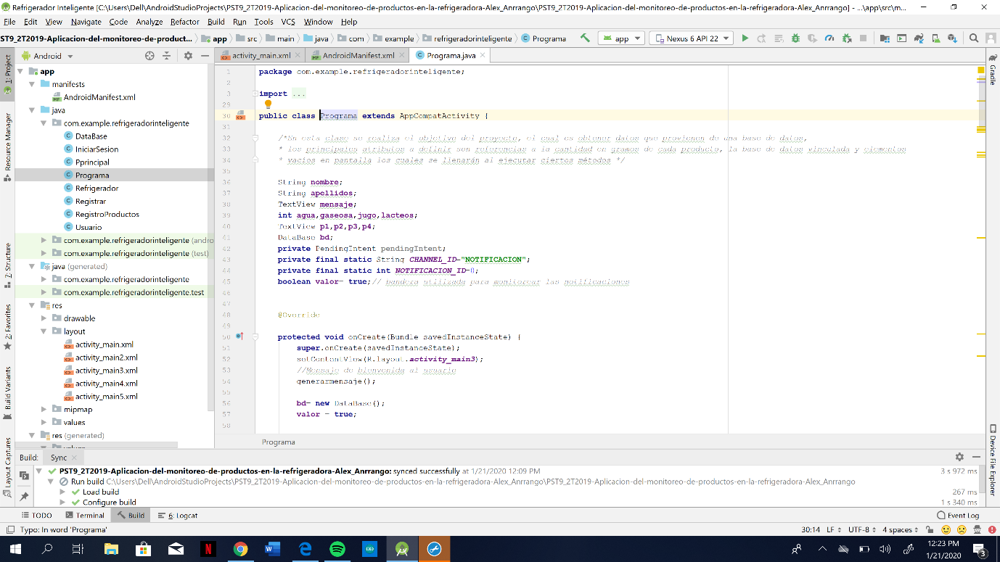 Refrigerador Inteligente [C:\Users\Dell\AndroidStudioProjects\PST9_2T2019-Aplicacion-del-monitoreo-de-productos-en-la-refrigeradora-Alex_Anrrango\PST9_2T2019-Aplicacion-del-monitoreo-de-productos-en-la-refrigeradora-Alex_Anrrango] - ...\app\src\m...
File Edit View Navigate Code Analyze Refactor Build Run Tools VCS Window Help
ST9_2T2019-Aplicacion-del-monitoreo-de-product... app src main java com example refrigeradorinteligente Programa app Nexus 6 API 22
Android activity_main.xml AndroidManifest.xml Programa.java
1: Project
Resource Manager
Z: Structure
2: Favorites
Build Variants
Layout Captures
app
manifests
AndroidManifest.xml
java
com.example.refrigeradorinteligente
DataBase
IniciarSesion
Pprincipal
Programa
Refrigerador
Registrar
RegistroProductos
Usuario
com.example.refrigeradorinteligente (andro
com.example.refrigeradorinteligente (test)
java (generated)
com.example.refrigeradorinteligente
com.example.refrigeradorinteligente.test
res
drawable
layout
activity_main.xml
activity_main2.xml
activity_main3.xml
activity_main4.xml
activity_main5.xml
mipmap
values
res (generated)
values
1 package com.example.refrigeradorinteligente;
2
3 import ...
29
30 public class Programa extends AppCompatActivity {
31
32 /*En esta clase se realiza el objetivo del proyecto, el cual es obtener datos que provienen de una base de datos,
33 * los principales atributos a definir son referencias a la cantidad en gramos de cada producto, la base de datos vinculada y elementos
34 * vacios en pantalla los cuales se llenarán al ejecutar ciertos métodos */
35
36 String nombre;
37 String apellidos;
38 TextView mensaje;
39 int agua,gaseosa,jugo,lacteos;
40 TextView p1,p2,p3,p4;
41 DataBase bd;
42 private PendingIntent pendingIntent;
43 private final static String CHANNEL_ID="NOTIFICACION";
44 private final static int NOTIFICACION_ID=0;
45 boolean valor= true;// bandera utilizada para monitorear las notificaciones
46
47
48 @Override
49
50 protected void onCreate(Bundle savedInstanceState) {
51 super.onCreate(savedInstanceState);
52 setContentView(R.layout.activity_main3);
53 //Mensaje de bienvenida al usuario
54 generarmensaje();
55
56 bd= new DataBase();
57 valor = true;
58
Programa
Gradle
Device File Explorer
Build: Sync
PST9_2T2019-Aplicacion-del-monitoreo-de-productos-en-la-refrigeradora-Alex_Anrrango: synced successfully at 1/21/2020 12:09 PM 3 s 972 ms
Run build C:\Users\Dell\AndroidStudioProjects\PST9_2T2019-Aplicacion-del-monitoreo-de-productos-en-la-refrigeradora-Alex_Anrrango\PST9_2T2019-Aplicacion-del-monitoreo-de-productos-en-la-refrigeradora-Alex_Anrrango
Load build 267 ms
Configure build 1 s 340 ms
TODO Terminal Build 6: Logcat Event Log
Typo: In word 'Programa' 30:14 LF UTF-8 4 spaces
12:23 PM
1/21/2020
3